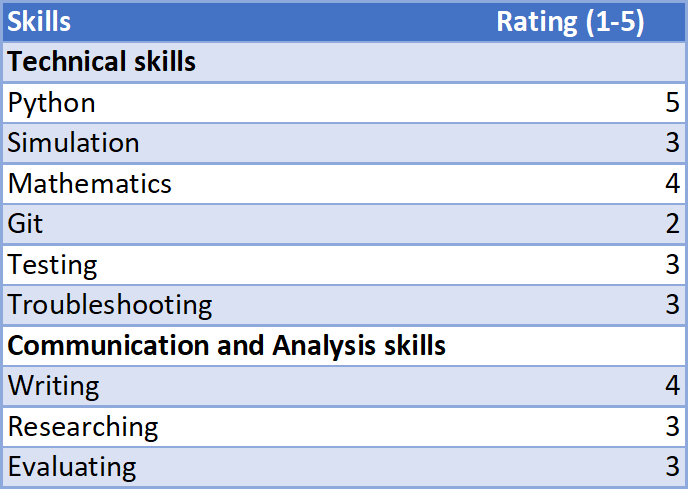 Skills Rating (1-5)
Technical skills
Python 5
Simulation 3
Mathematics 4
Git 2
Testing 3
Troubleshooting 3
Communication and Analysis skills
Writing 4
Researching 3
Evaluating 3